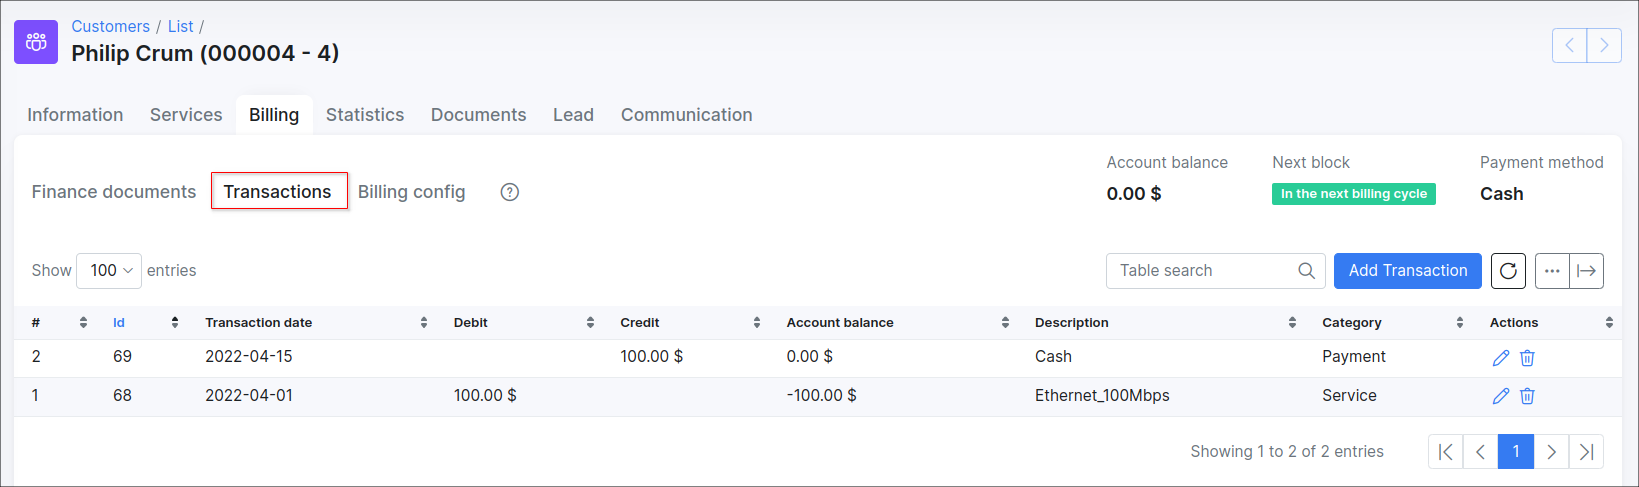 Customers / List /
Philip Crum (000004 - 4)
Information Services Billing Statistics Documents Lead Communication
Account balance Next block Payment method
Finance documents Transactions Billing config
0.00 $ In the next billing cycle Cash
Show 100 entries Table search Add Transaction
# Id Transaction date Debit Credit Account balance Description Category Actions
2 69 2022-04-15 100.00 $ 0.00 $ Cash Payment
1 68 2022-04-01 100.00 $ -100.00 $ Ethernet_100Mbps Service
Showing 1 to 2 of 2 entries 1